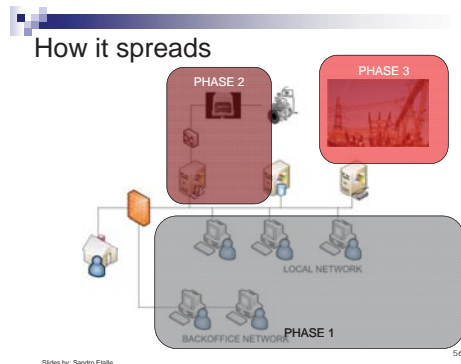 How it spreads
PHASE 2
PHASE 3
LOCAL NETWORK
BACKOFFICE NETWORK
PHASE 1
Slides by: Sandro Etalle
56